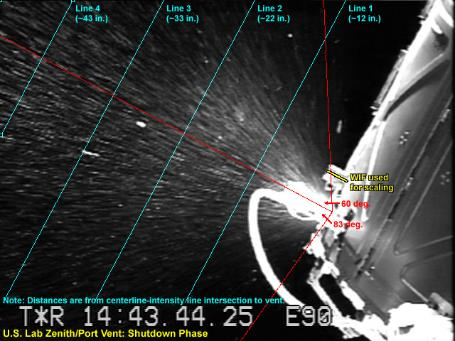 Line 4
(~43 in.)
Line 3
(~33 in.)
Line 2
(~22 in.)
Line 1
(~12 in.)
WIF used
for scaling
60 deg.
83 deg.
Note: Distances are from centerline-intensity line intersection to vent.
T*R 14:43.44.25 E90
U.S. Lab Zenith/Port Vent: Shutdown Phase